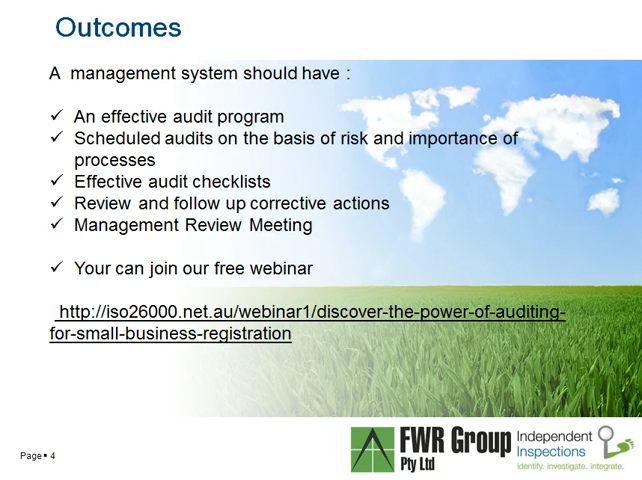 Outcomes
A  management system should have :
✓ An effective audit program
✓ Scheduled audits on the basis of risk and importance of
processes
✓ Effective audit checklists
✓ Review and follow up corrective actions
✓ Management Review Meeting
✓ Your can join our free webinar
http://iso26000.net.au/webinar1/discover-the-power-of-auditing-
for-small-business-registration
Page ▪ 4
FWR Group
Pty Ltd
Independent
Inspections
identify. investigate. integrate.